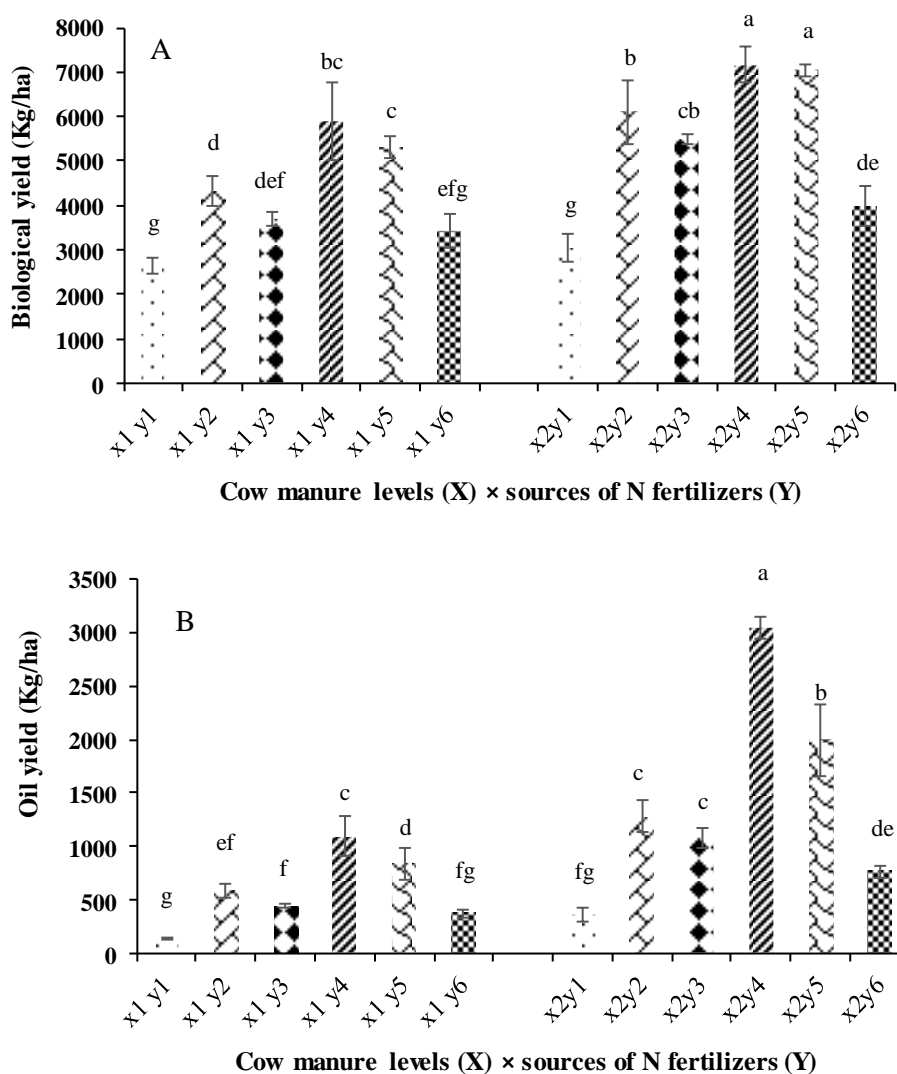 A
Biological yield (Kg/ha)
8000
7000
6000
5000
4000
3000
2000
1000
0
g
d
def
bc
c
efg
g
b
cb
a
a
de
x1 y1
x1 y2
x1 y3
x1 y4
x1 y5
x1 y6
x2y1
x2y2
x2y3
x2y4
x2y5
x2y6
Cow manure levels (X) × sources of N fertilizers (Y)
B
Oil yield (Kg/ha)
3500
3000
2500
2000
1500
1000
500
0
g
ef
f
c
d
fg
fg
c
c
a
b
de
x1 y1
x1 y2
x1 y3
x1 y4
x1 y5
x1 y6
x2y1
x2y2
x2y3
x2y4
x2y5
x2y6
Cow manure levels (X) × sources of N fertilizers (Y)